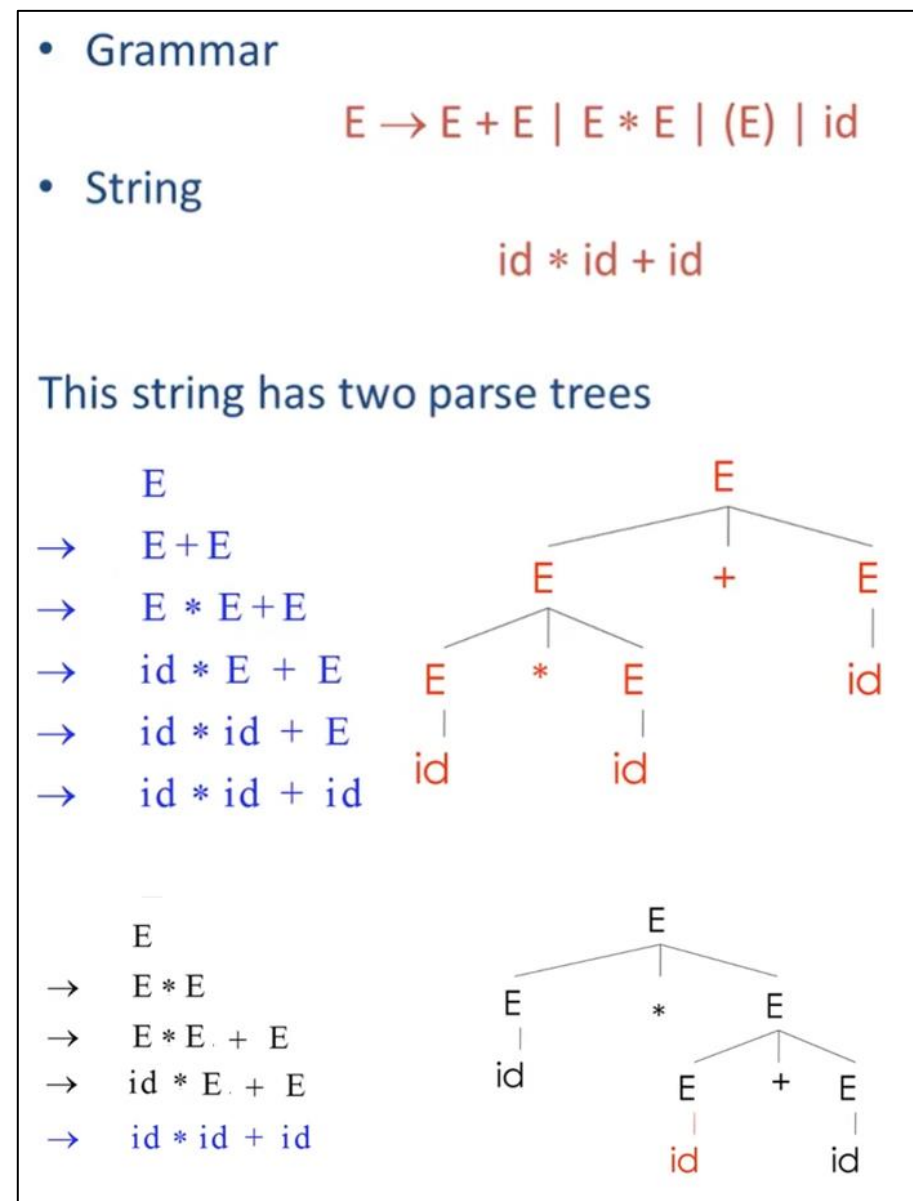 • Grammar
E → E + E | E * E | (E) | id
• String
id * id + id
This string has two parse trees
E
→ E + E
→ E * E + E
→ id * E + E
→ id * id + E
→ id * id + id
E
E + E
E * E id
id id
E
→ E * E
→ E * E + E
→ id * E + E
→ id * id + id
E
E * E
id E + E
id id